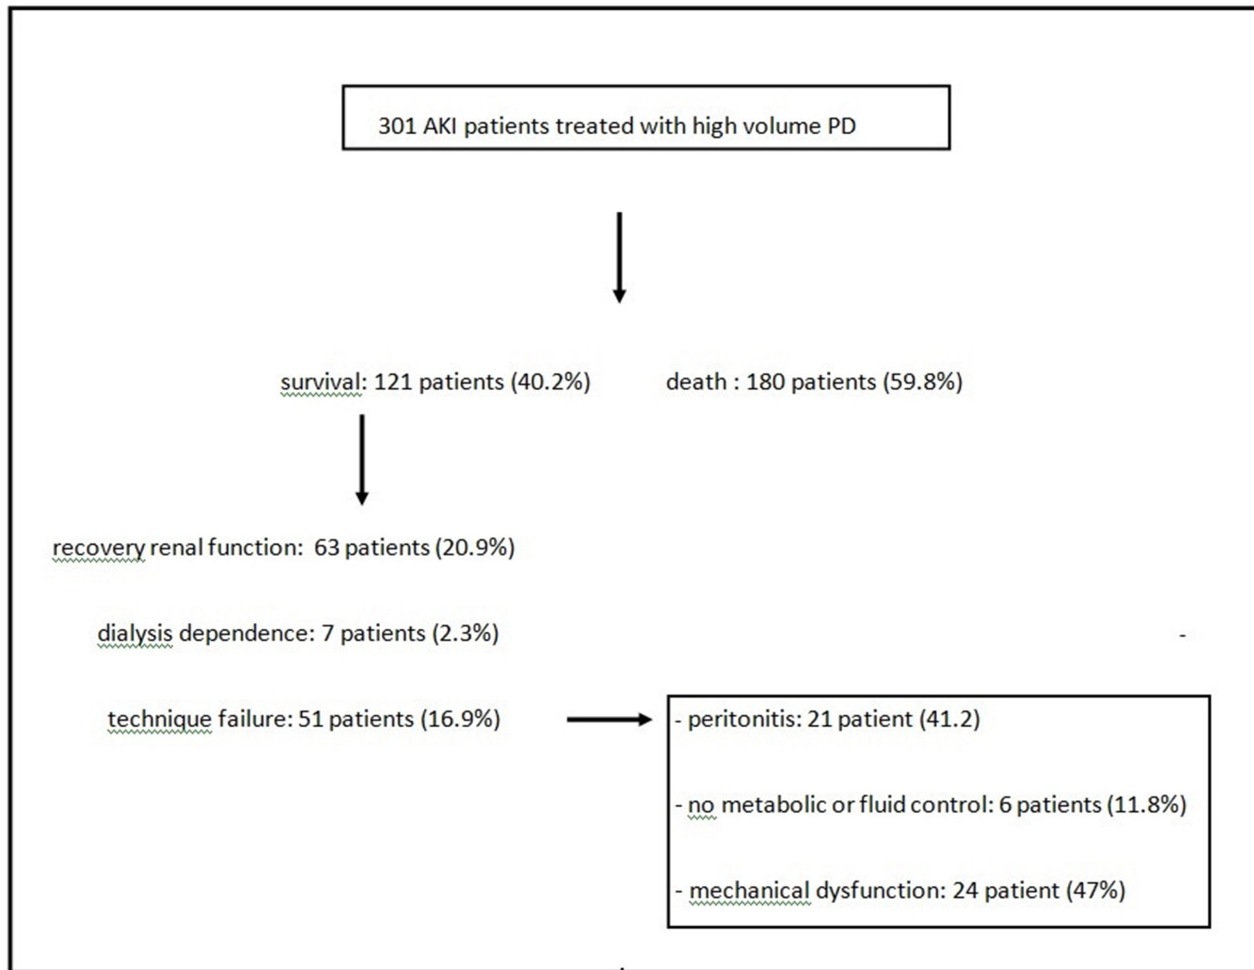 301 AKI patients treated with high volume PD
survival: 121 patients (40.2%)
death : 180 patients (59.8%)
recovery renal function:  63 patients (20.9%)
dialysis dependence: 7 patients (2.3%)
-
technique failure: 51 patients (16.9%)
- peritonitis: 21 patient (41.2)
- no metabolic or fluid control: 6 patients (11.8%)
- mechanical dysfunction: 24 patient (47%)